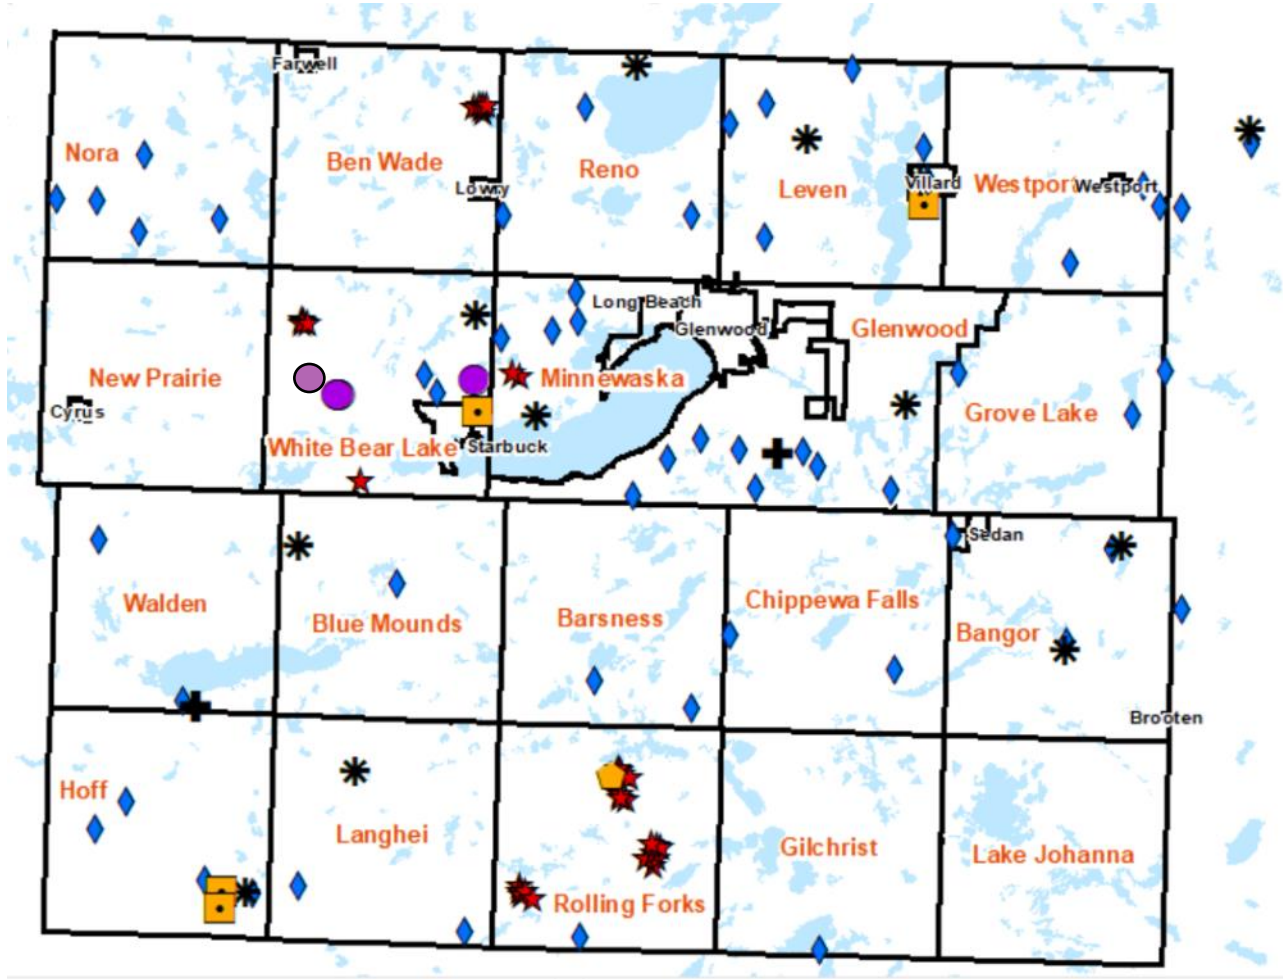 Farwell
Nora
Ben Wade
Reno
Lowry
Leven
Villard
Westport
Westport
Long Beach
Glenwood
Glenwood
New Prairie
Minnewaska
Cyrus
Grove Lake
White Bear Lake
Starbuck
Sedan
Walden
Blue Mounds
Barsness
Chippewa Falls
Bangor
Brooten
Hoff
Langhei
Gilchrist
Lake Johanna
Rolling Forks